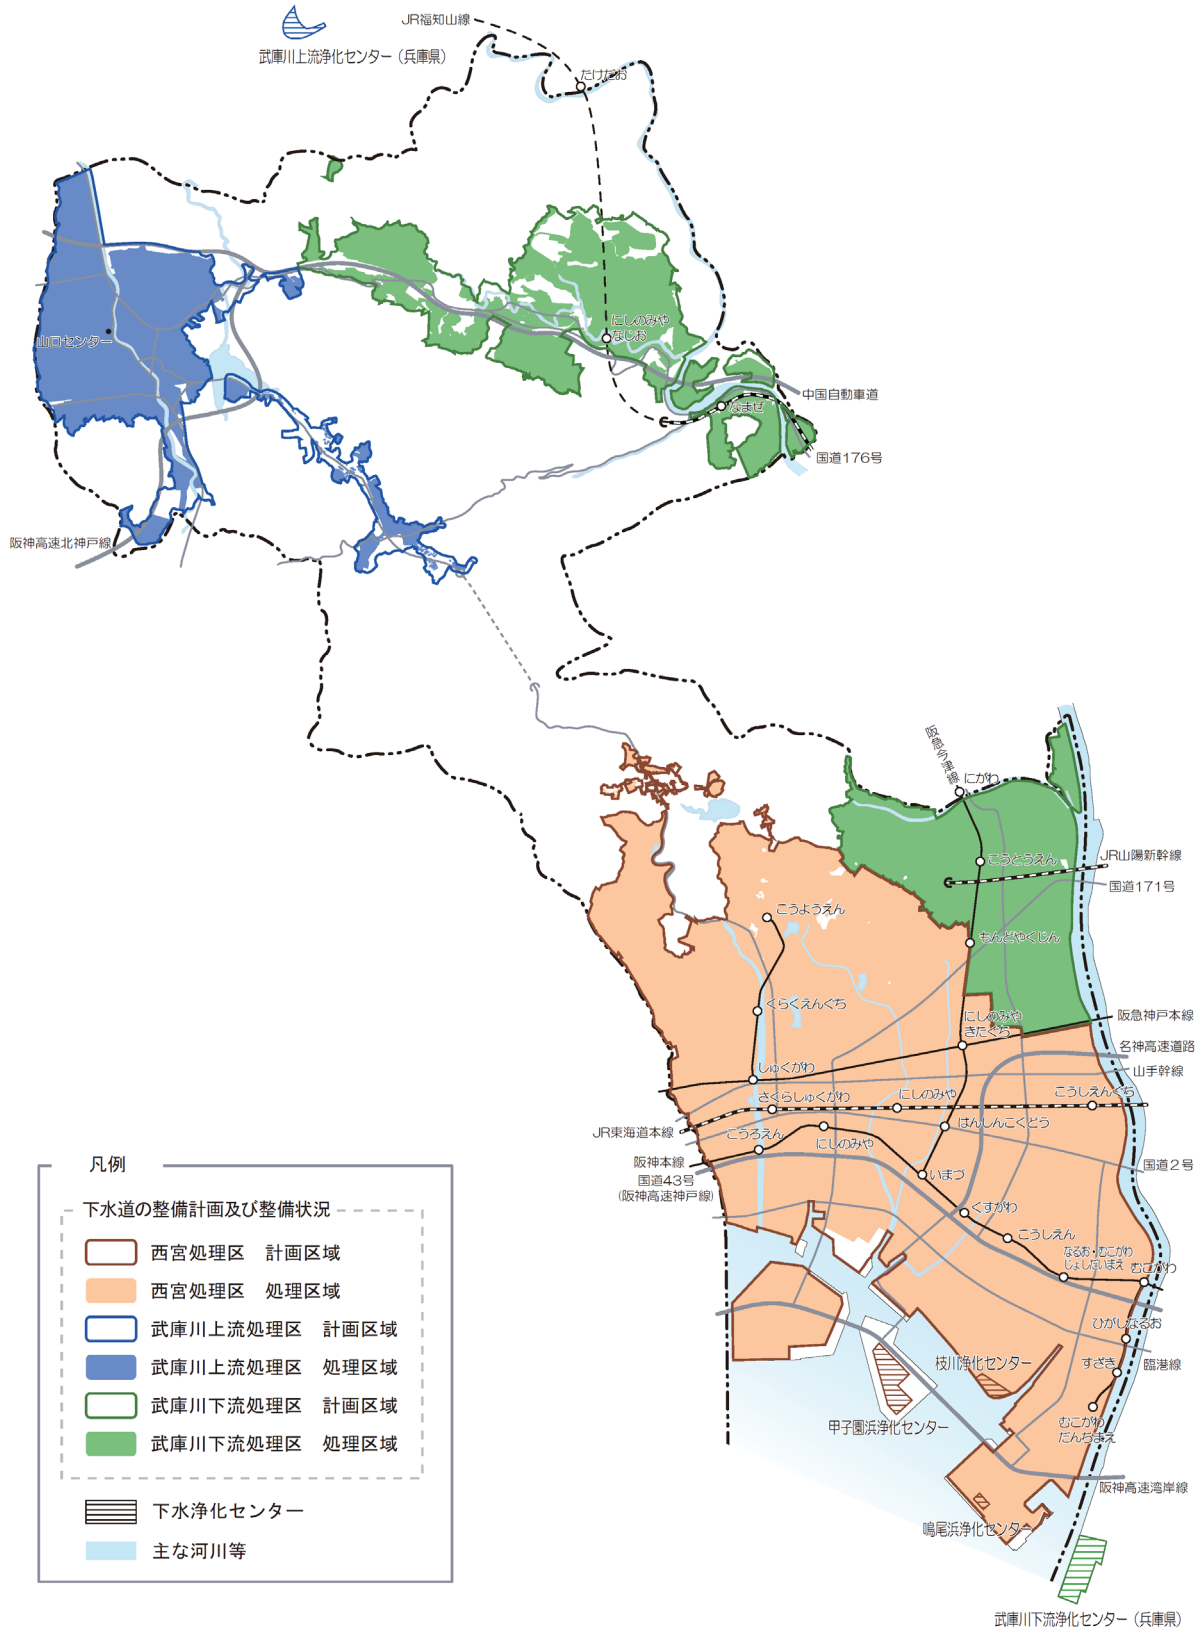 JR福知山線
武庫川上流浄化センター（兵庫県）
たけだお
山口センター
にしのみや
なじお
中国自動車道
なまぜ
国道176号
阪神高速北神戸線
阪急今津線
にがわ
こうとうえん
JR山陽新幹線
国道171号
こうようえん
もんどやくじん
くらくえんぐち
にしのみや
きたぐち
阪急神戸本線
名神高速道路
山手幹線
しゅくがわ
さくらしゅくがわ
にしのみや
こうしえんぐち
JR東海道本線
こうろえん
にしのみや
はんしんこくどう
阪神本線
国道43号
（阪神高速神戸線）
いまづ
国道2号
くすがわ
こうしえん
なるお・むこがわ
じょしだいまえ
むこがわ
ひがしなるお
枝川浄化センター
すざき
臨港線
甲子園浜浄化センター
むこがわ
だんちまえ
阪神高速湾岸線
鳴尾浜浄化センター
武庫川下流浄化センター（兵庫県）
凡例
下水道の整備計画及び整備状況
西宮処理区　計画区域
西宮処理区　処理区域
武庫川上流処理区　計画区域
武庫川上流処理区　処理区域
武庫川下流処理区　計画区域
武庫川下流処理区　処理区域
下水浄化センター
主な河川等